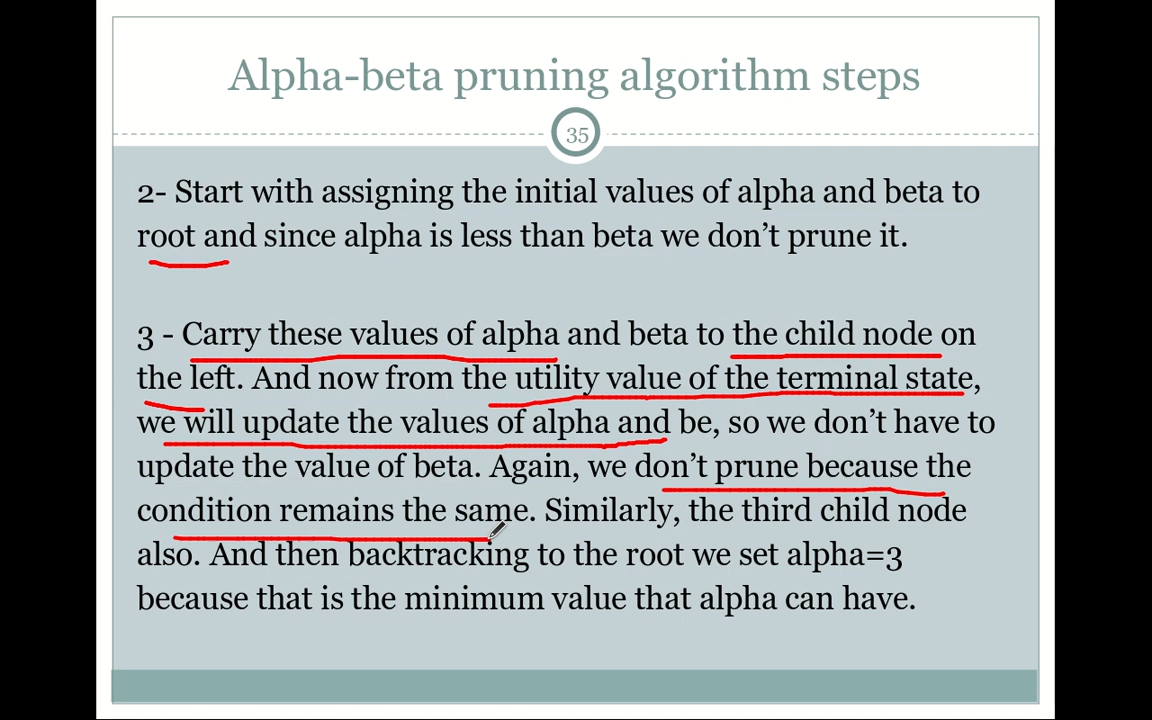 Alpha-beta pruning algorithm steps
35
2- Start with assigning the initial values of alpha and beta to
root and since alpha is less than beta we don’t prune it.
3 - Carry these values of alpha and beta to the child node on
the left. And now from the utility value of the terminal state,
we will update the values of alpha and be, so we don’t have to
update the value of beta. Again, we don’t prune because the
condition remains the same. Similarly, the third child node
also. And then backtracking to the root we set alpha=3
because that is the minimum value that alpha can have.